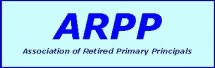 ARPP
Association of Retired Primary Principals